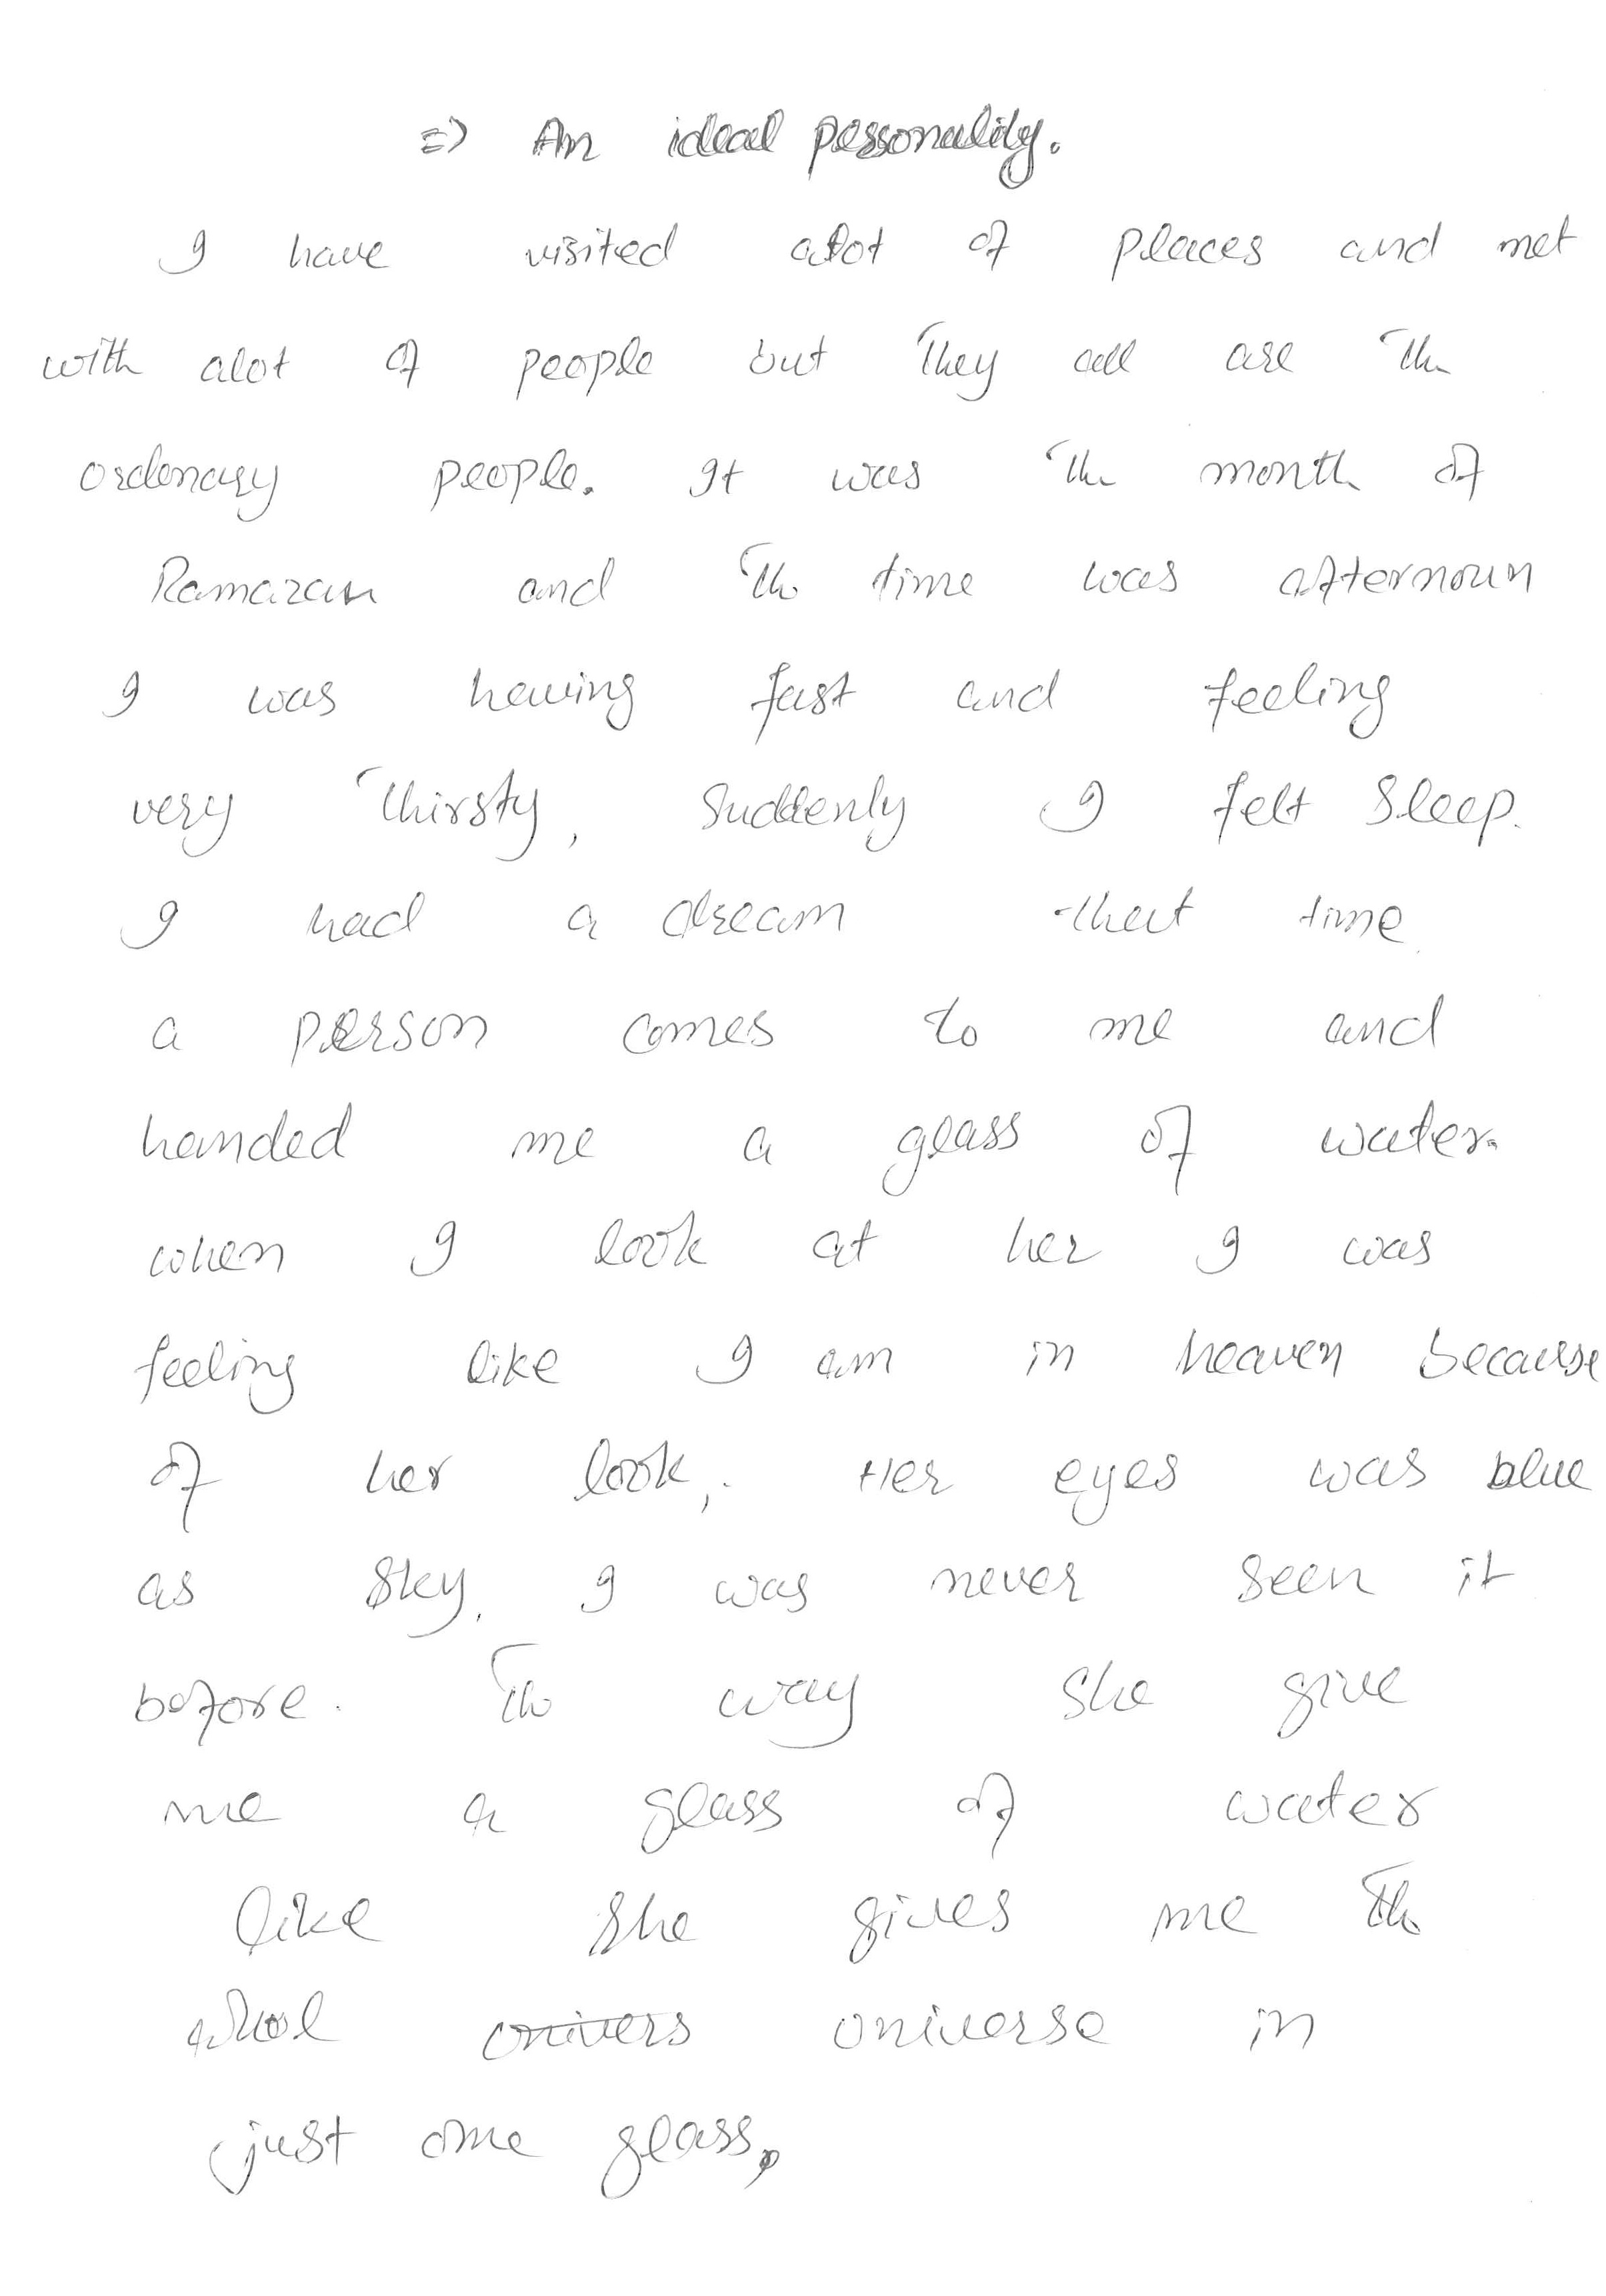 => An ideal personality.
I have visited alot of places and met
with alot of people but they all are the
ordenary people. It was the month of
Ramazan and the time was afternoun
I was having fast and feeling
very thirsty, suddenly I felt sleep.
I had a dream that time
a person comes to me and
handed me a glass of water.
when I look at her I was
feeling like I am in heaven because
of her look,. Her eyes was blue
as sky, I was never seen it
before. The way she give
me a glass of water
like she gives me the
whol univers universe in
just one glass,